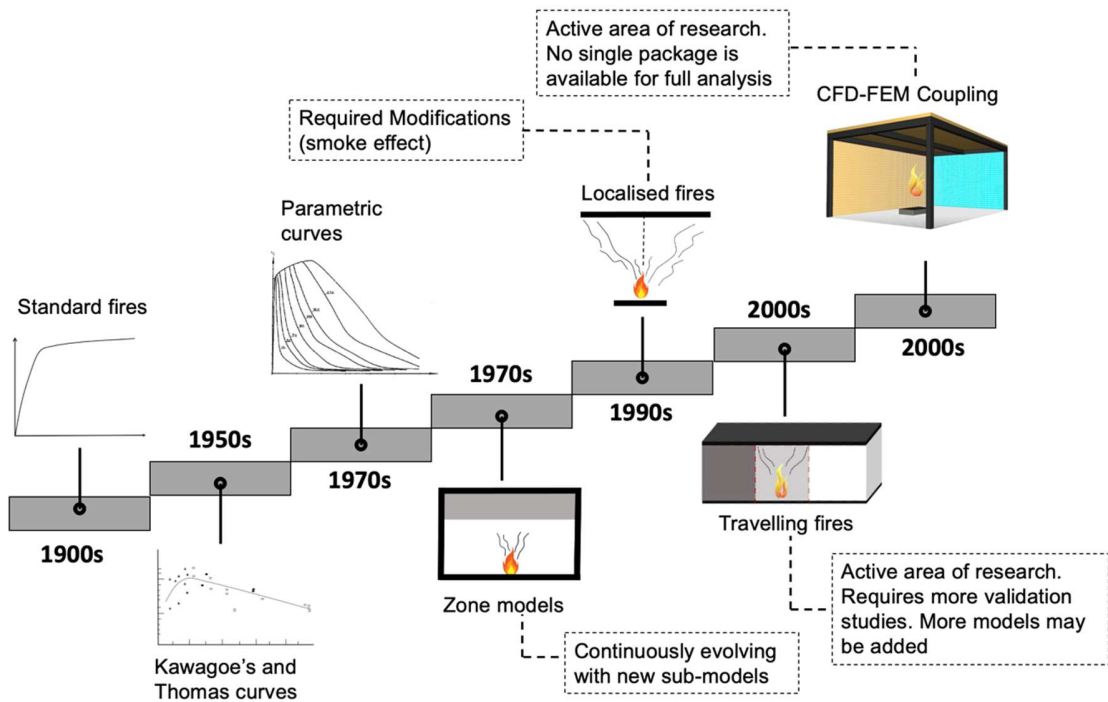 Active area of research.
No single package is
available for full analysis
CFD-FEM Coupling
Required Modifications
(smoke effect)
Localised fires
Parametric
curves
Standard fires
2000s
2000s
1970s
1990s
1950s
1970s
1900s
Travelling fires
Zone models
Active area of research.
Requires more validation
studies. More models may
be added
Kawagoe's and
Thomas curves
Continuously evolving
with new sub-models